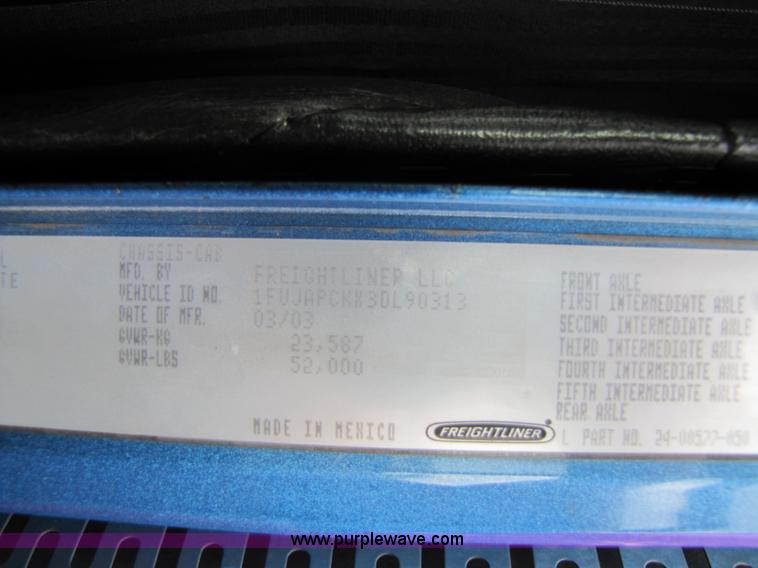 L
TE
CHASSIS-CAB
MFD. BY FREIGHTLINER LLC
VEHICLE ID NO. 1FUJAPCKX3DL90313
DATE OF MFR. 03/03
GVWR-KG 23,587
GVWR-LBS 52,000
MADE IN MEXICO FREIGHTLINER
FRONT AXLE
FIRST INTERMEDIATE AXLE
SECOND INTERMEDIATE AXLE
THIRD INTERMEDIATE AXLE
FOURTH INTERMEDIATE AXLE
FIFTH INTERMEDIATE AXLE
REAR AXLE
L PART NO. 24-00577-050
www.purplewave.com